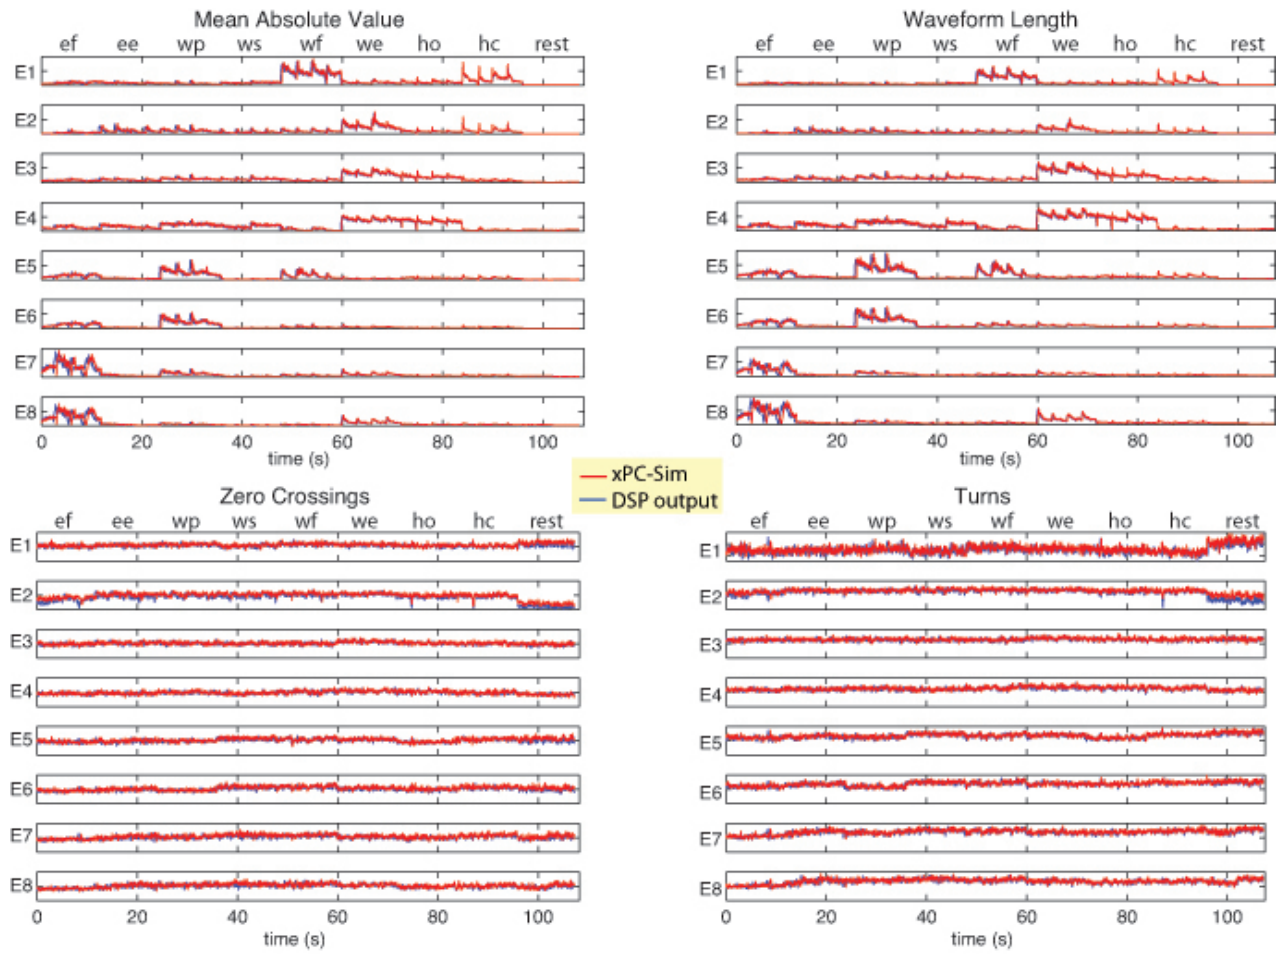 Mean Absolute Value
ef ee wp ws wf we ho hc rest
E1
E2
E3
E4
E5
E6
E7
E8
0 20 40 60 80 100
time (s)
Waveform Length
ef ee wp ws wf we ho hc rest
E1
E2
E3
E4
E5
E6
E7
E8
0 20 40 60 80 100
time (s)
xPC-Sim
DSP output
Zero Crossings
ef ee wp ws wf we ho hc rest
E1
E2
E3
E4
E5
E6
E7
E8
0 20 40 60 80 100
time (s)
Turns
ef ee wp ws wf we ho hc rest
E1
E2
E3
E4
E5
E6
E7
E8
0 20 40 60 80 100
time (s)